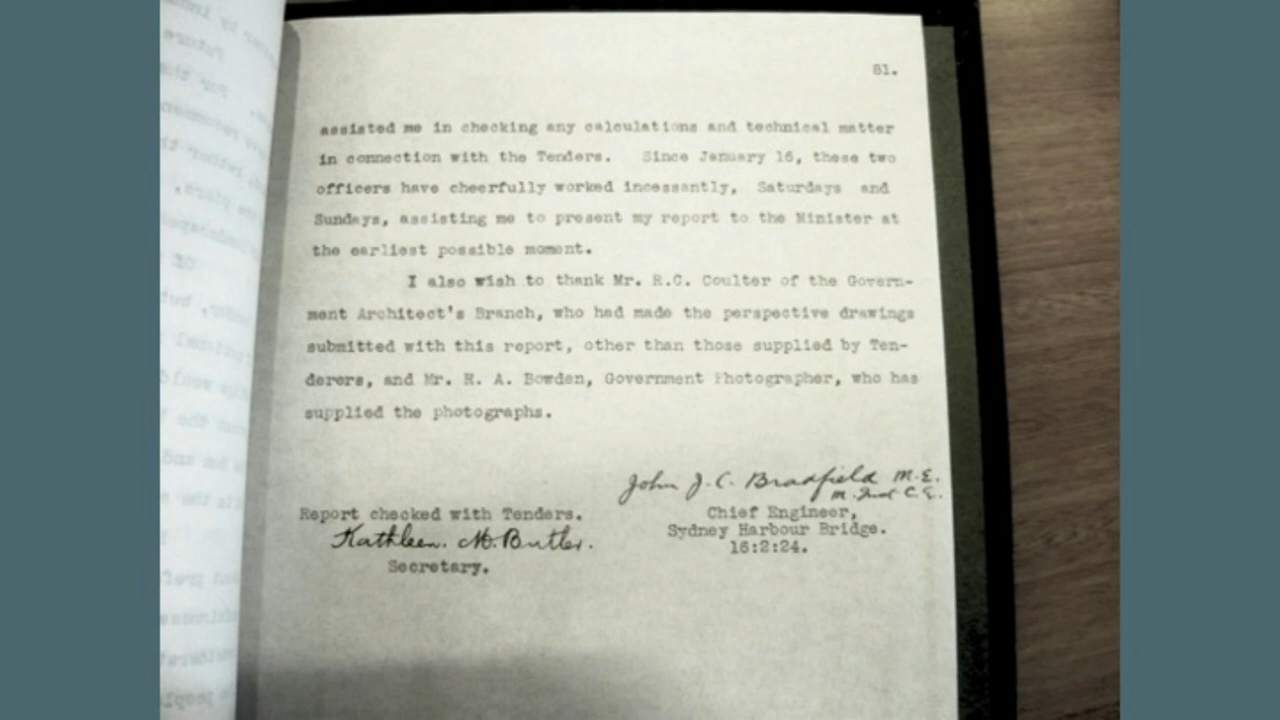 81.
assisted me in checking any calculations and technical matter
in connection with the Tenders. Since January 16, these two
officers have cheerfully worked incessantly, Saturdays and
Sundays, assisting me to present my report to the Minister at
the earliest possible moment.
I also wish to thank Mr. R.C. Coulter of the Govern-
ment Architect's Branch, who had made the perspective drawings
submitted with this report, other than those supplied by Ten-
derers, and Mr. R. A. Bowden, Government Photographer, who has
supplied the photographs.
John J. C. Bradfield M.E.
M. Inst C.E.
Chief Engineer,
Sydney Harbour Bridge.
16:2:24.
Report checked with Tenders.
Kathleen. M. Butler.
Secretary.